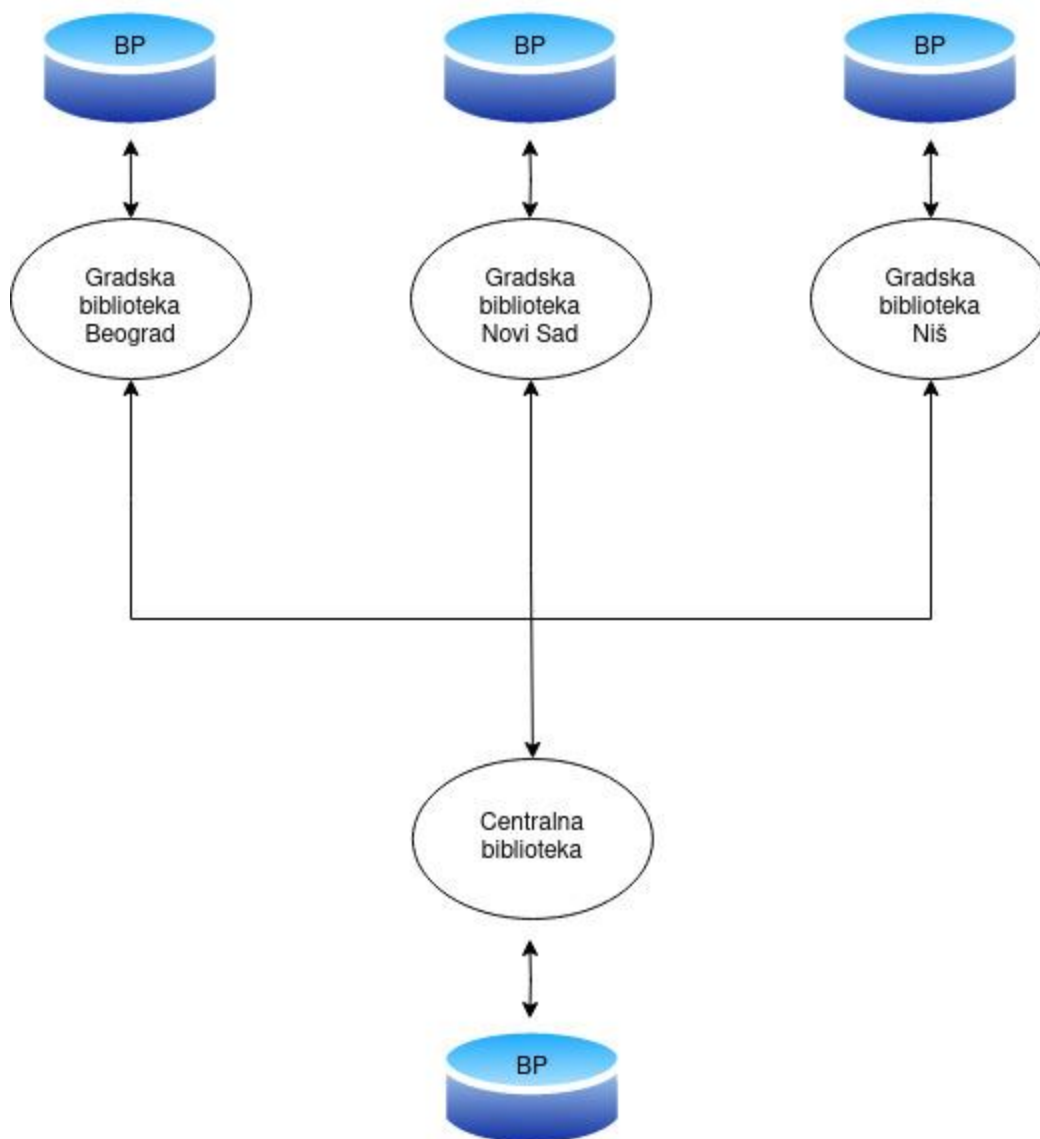 BP
BP
BP
Gradska
biblioteka
Beograd
Gradska
biblioteka
Novi Sad
Gradska
biblioteka
Niš
Centralna
biblioteka
BP